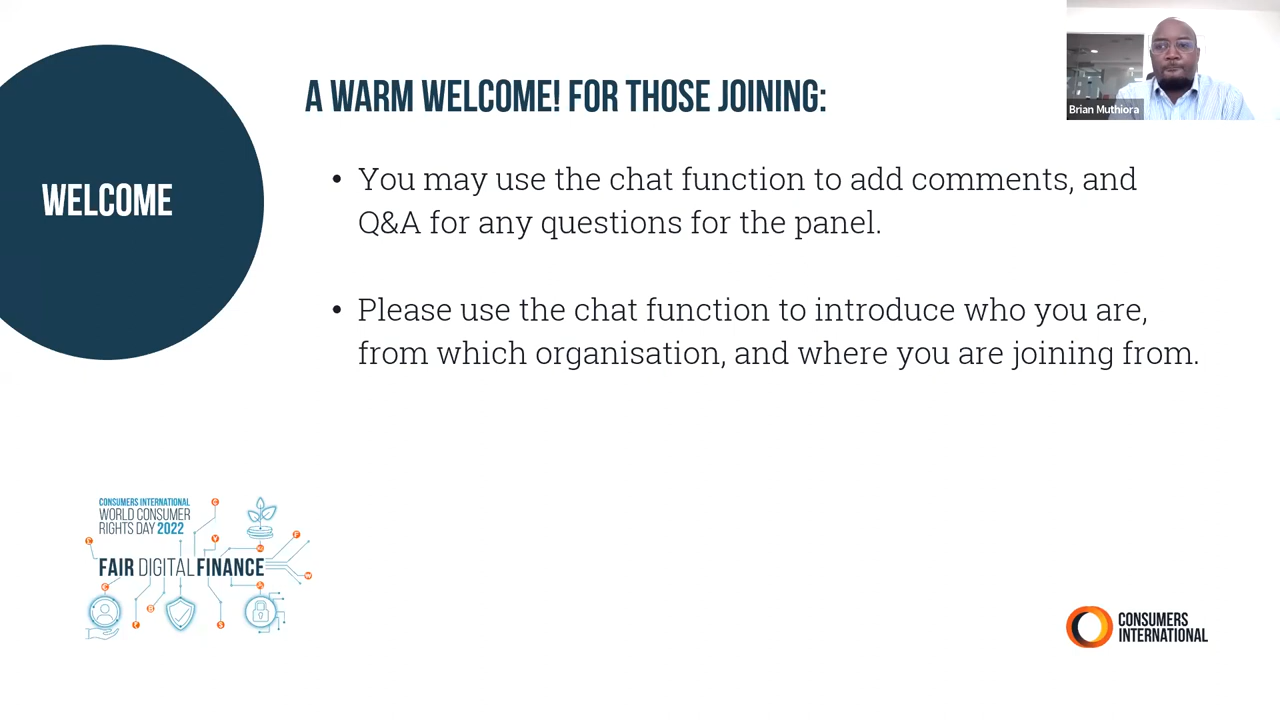 A WARM WELCOME! FOR THOSE JOINING:
Brian Muthiora
WELCOME
• You may use the chat function to add comments, and
Q&A for any questions for the panel.
• Please use the chat function to introduce who you are,
from which organisation, and where you are joining from.
CONSUMERS INTERNATIONAL
WORLD CONSUMER
RIGHTS DAY 2022
FAIR DIGITAL FINANCE
CONSUMERS
INTERNATIONAL